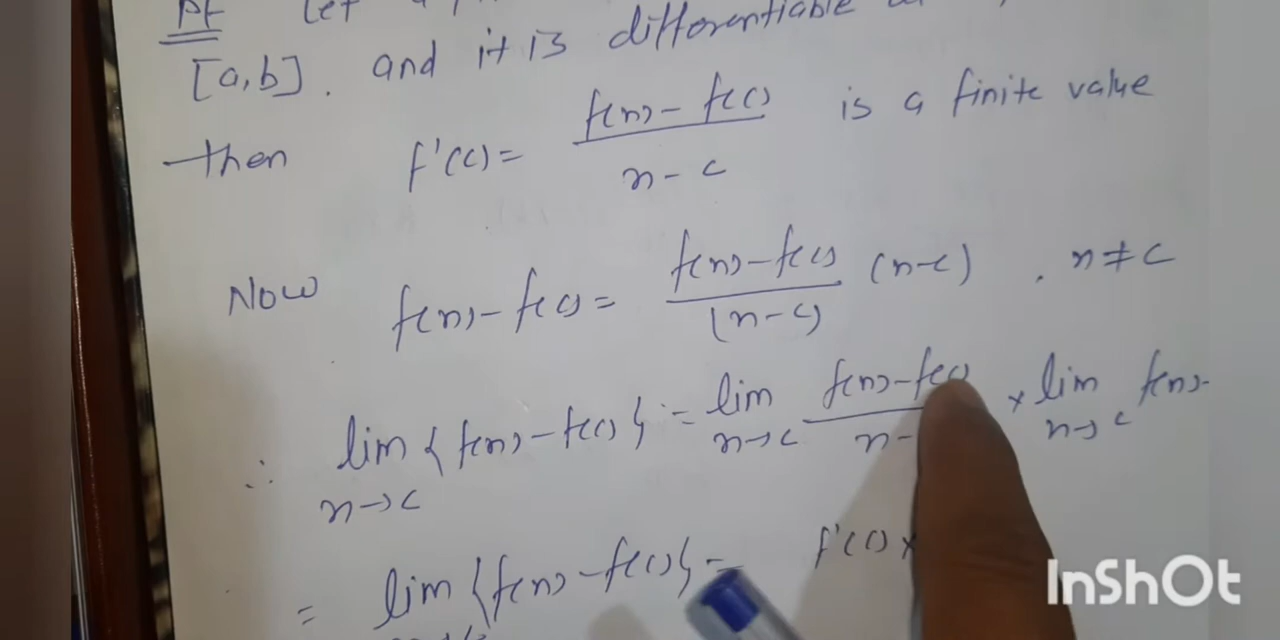 Pf Let
[a,b]. and it is differentiable
then f'(c) = f(x) - f(c) / x - c is a finite value
Now f(x) - f(c) = f(x) - f(c) / (x - c) (x-c) . x ≠ c
∴ lim x→c { f(x) - f(c) } = lim x→c f(x) - f(c) / x - × lim x→c f(x) -
= lim { f(x) - f(c) } = f'(c) ×
InShOt